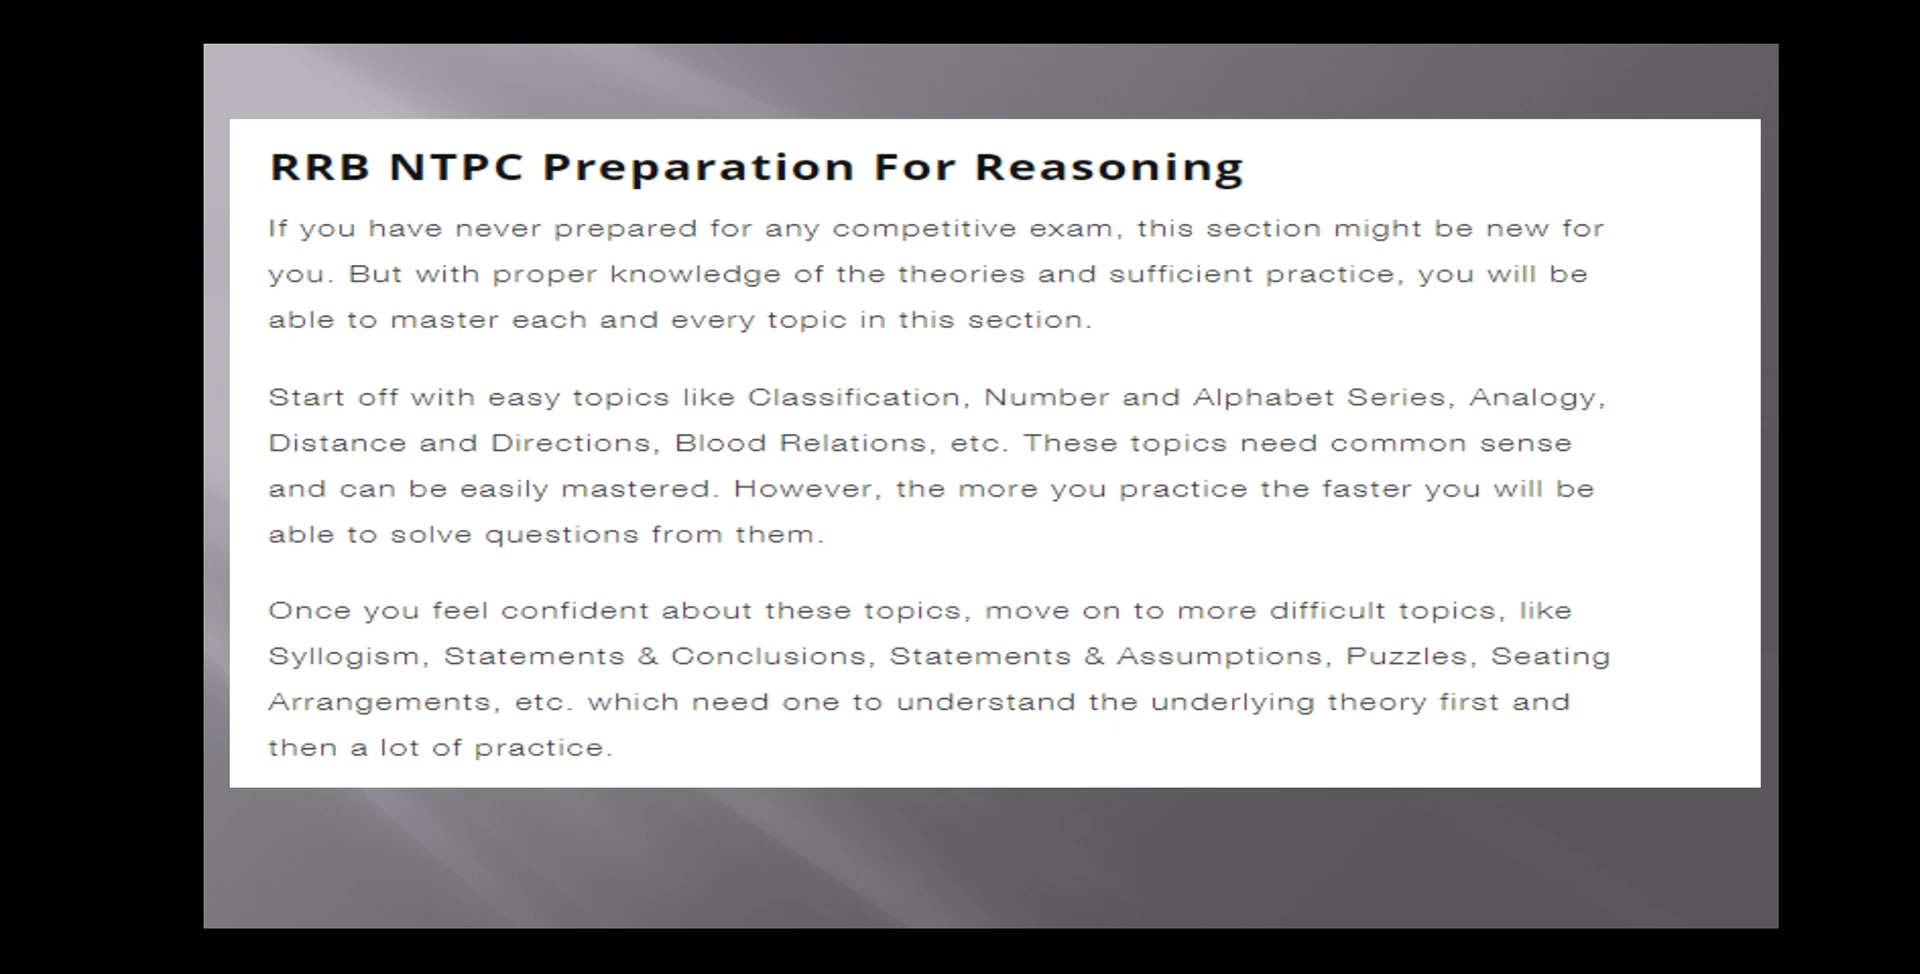 RRB NTPC Preparation For Reasoning
If you have never prepared for any competitive exam, this section might be new for
you. But with proper knowledge of the theories and sufficient practice, you will be
able to master each and every topic in this section.
Start off with easy topics like Classification, Number and Alphabet Series, Analogy,
Distance and Directions, Blood Relations, etc. These topics need common sense
and can be easily mastered. However, the more you practice the faster you will be
able to solve questions from them.
Once you feel confident about these topics, move on to more difficult topics, like
Syllogism, Statements & Conclusions, Statements & Assumptions, Puzzles, Seating
Arrangements, etc. which need one to understand the underlying theory first and
then a lot of practice.